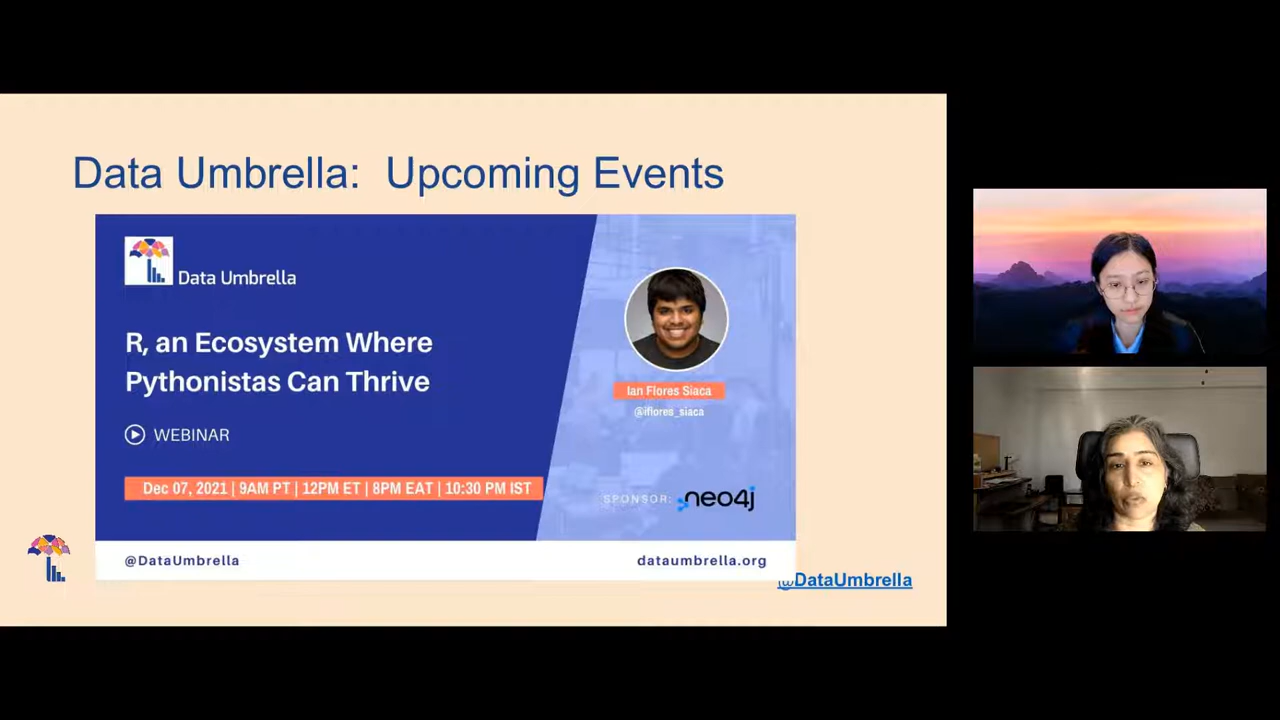 Data Umbrella:  Upcoming Events
Data Umbrella
R, an Ecosystem Where
Pythonistas Can Thrive
WEBINAR
Dec 07, 2021 | 9AM PT | 12PM ET | 8PM EAT | 10:30 PM IST
Ian Flores Siaca
@iflores_siaca
SPONSOR: neo4j
@DataUmbrella
dataumbrella.org
@DataUmbrella